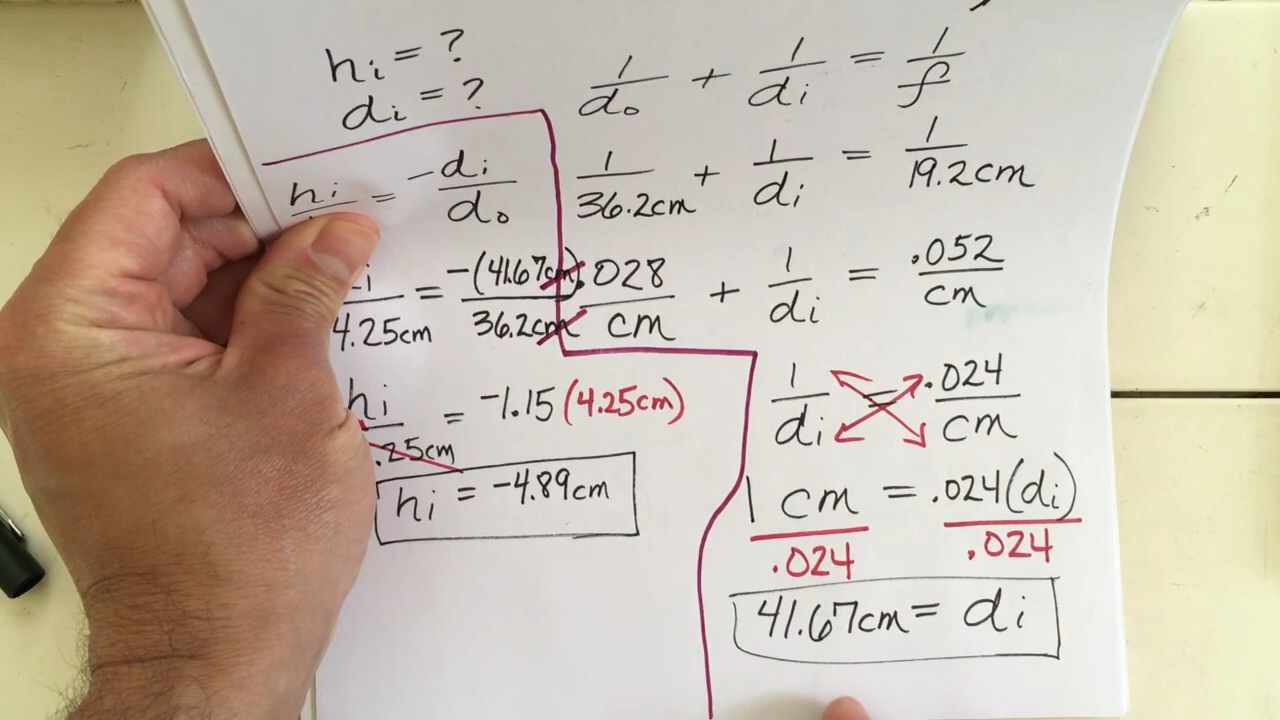 hi = ?
di = ?
hi/ = -di/do
i/4.25cm = -(41.67cm)/36.2cm
hi/.25cm = -1.15 (4.25cm)
hi = -4.89cm
1/do + 1/di = 1/f
1/36.2cm + 1/di = 1/19.2cm
.028/cm + 1/di = .052/cm
1/di = .024/cm
1 cm/.024 = .024(di)/.024
41.67cm = di